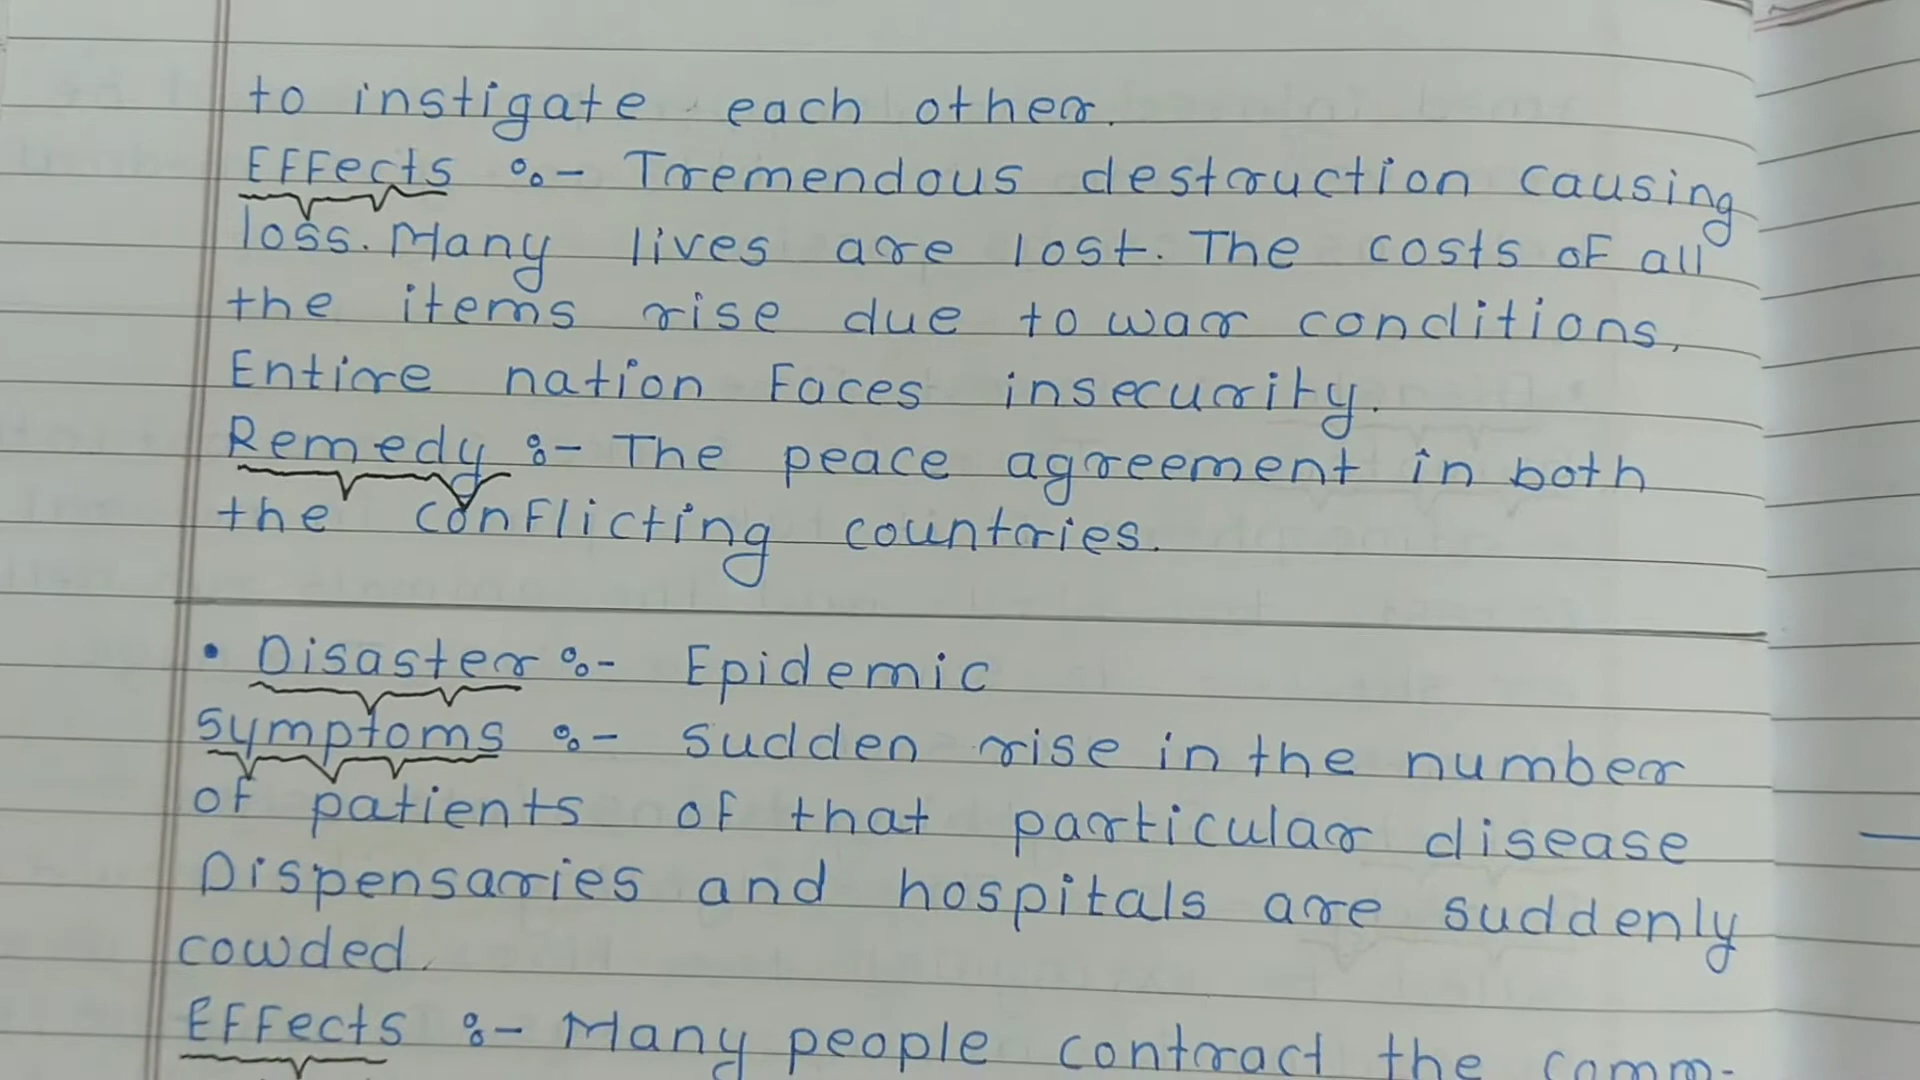 to instigate each other.
Effects :- Tremendous destruction causing
loss. Many lives are lost. The costs of all
the items rise due to war conditions,
Entire nation faces insecurity.
Remedy :- The peace agreement in both
the conflicting countries.
• Disaster :- Epidemic
Symptoms :- Sudden rise in the number
of patients of that particular disease
Dispensaries and hospitals are suddenly
cowded.
Effects :- Many people contract the comm-